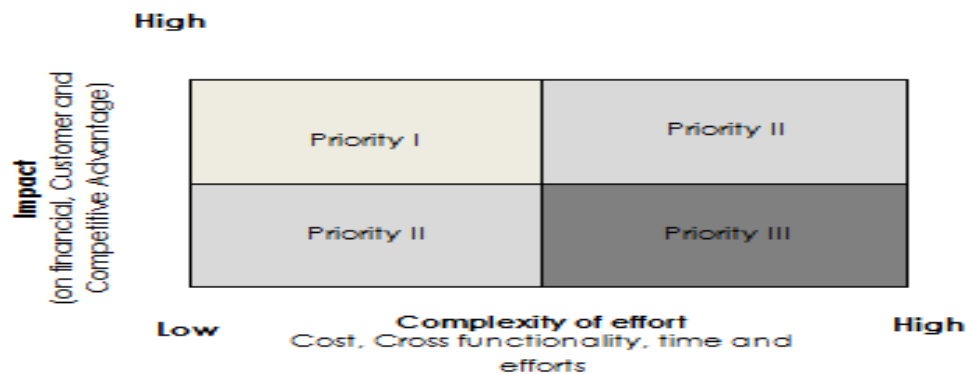 High
Impact
(on financial, Customer and
Competitive Advantage)
Priority I
Priority II
Priority II
Priority III
Low
Complexity of effort
High
Cost, Cross functionality, time and
efforts